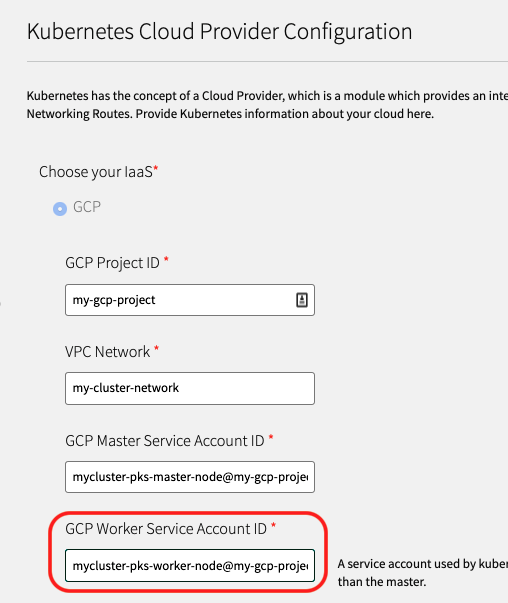 Kubernetes Cloud Provider Configuration
Kubernetes has the concept of a Cloud Provider, which is a module which provides an inte
Networking Routes. Provide Kubernetes information about your cloud here.
Choose your IaaS*
GCP
GCP Project ID *
my-gcp-project
VPC Network *
my-cluster-network
GCP Master Service Account ID *
mycluster-pks-master-node@my-gcp-proje
GCP Worker Service Account ID *
mycluster-pks-worker-node@my-gcp-proje
A service account used by kuber
than the master.